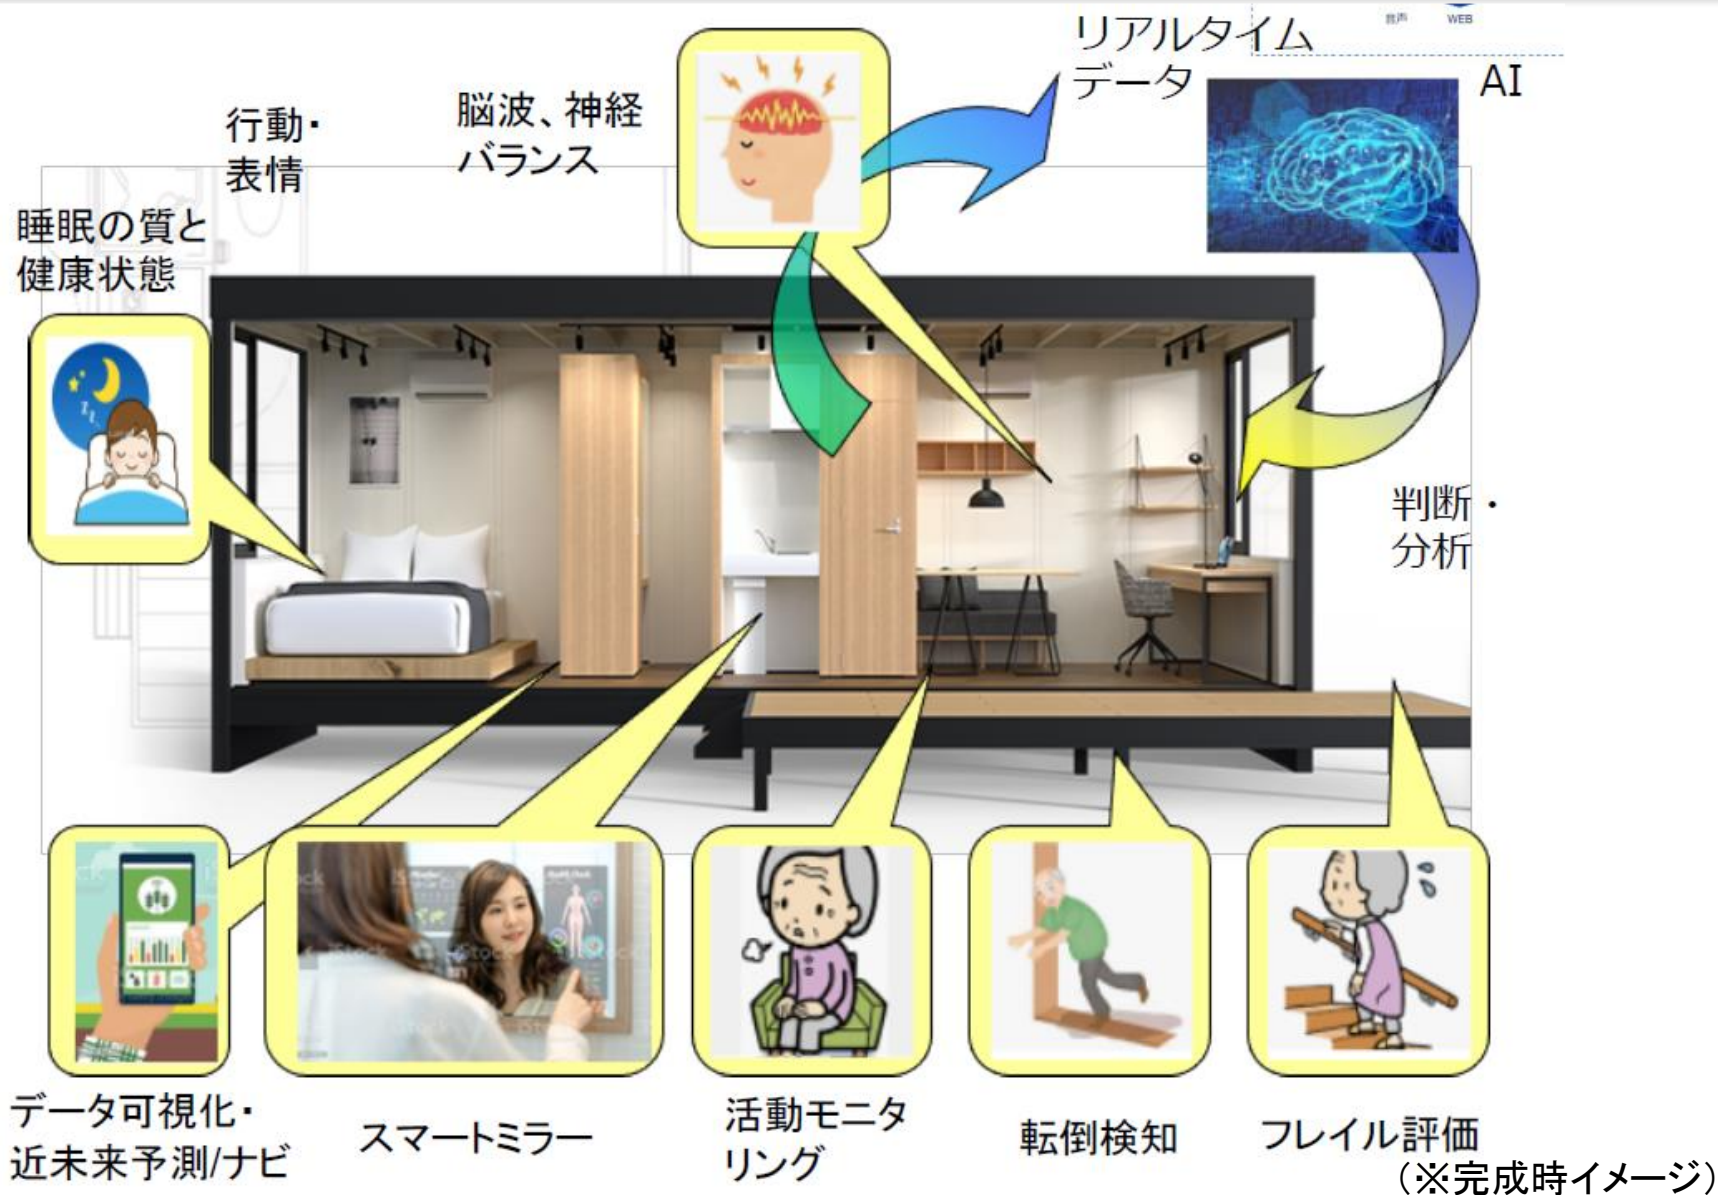 音声
WEB
リアルタイム
データ
AI
行動・
表情
脳波、神経
バランス
睡眠の質と
健康状態
判断・
分析
データ可視化・
近未来予測/ナビ
スマートミラー
活動モニタ
リング
転倒検知
フレイル評価
(※完成時イメージ)
iStock